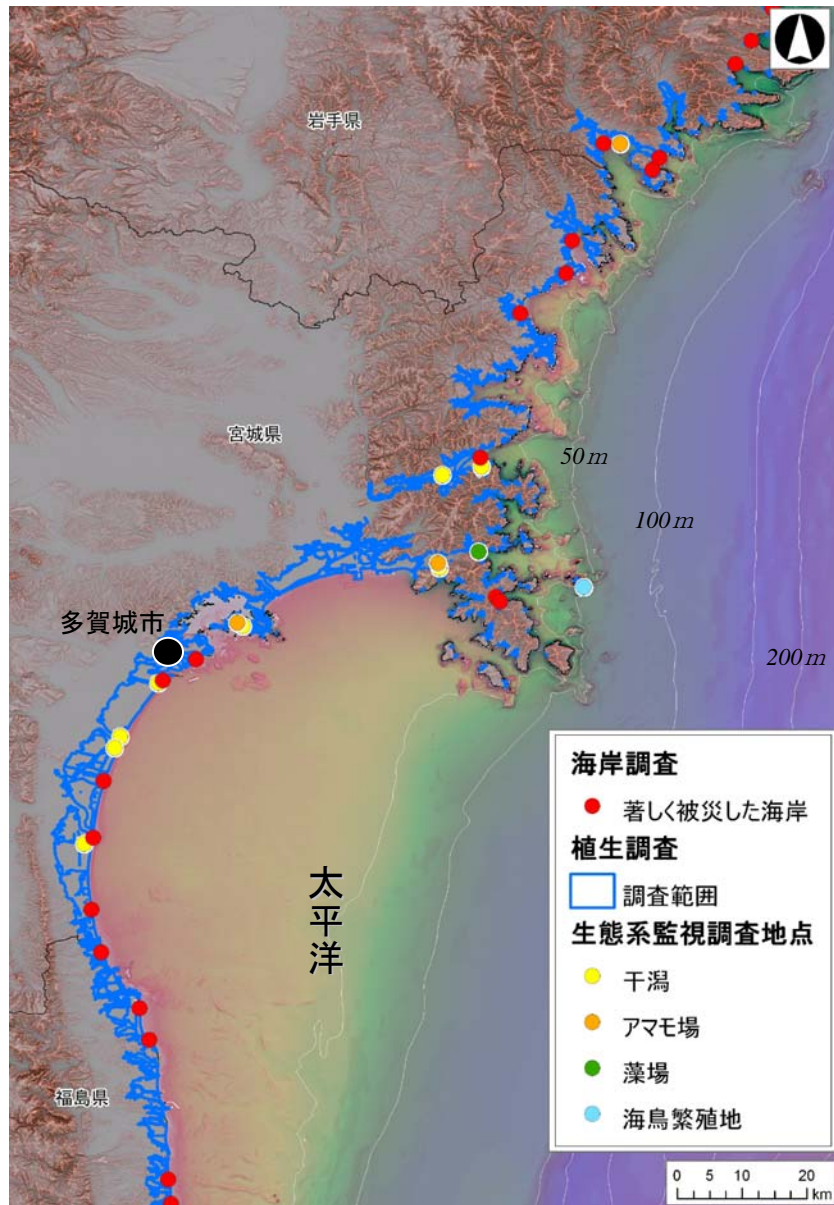 岩手県
宮城県
50 m
100 m
多賀城市
200 m
太平洋
福島県
海岸調査
著しく被災した海岸
植生調査
調査範囲
生態系監視調査地点
干潟
アマモ場
藻場
海鳥繁殖地
0 5 10 20
km